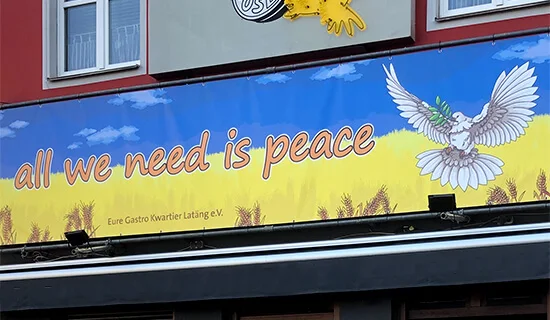 all we need is peace
Eure Gastro Kwartier Latäng e.V.